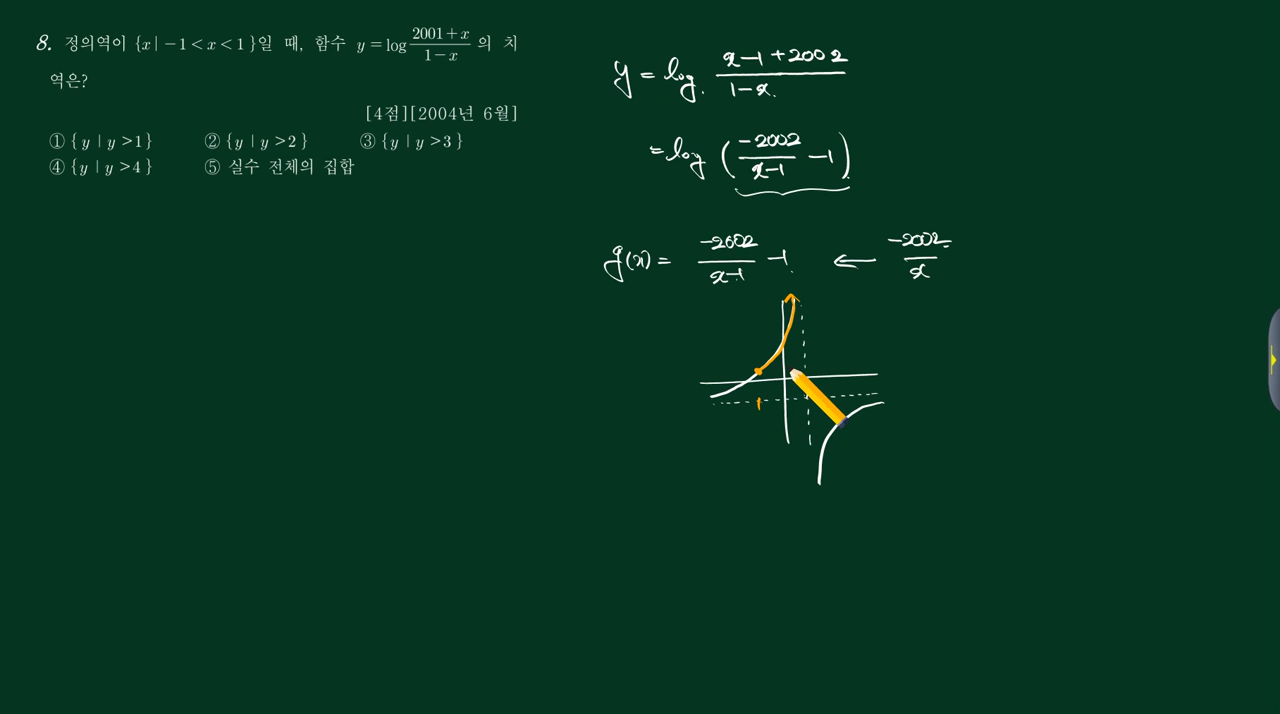 8. 정의역이 {x | −1 < x < 1}일 때, 함수 y = log (2001+x)/(1−x) 의 치
역은?
[4점][2004년 6월]
① { y | y >1} ② { y | y >2 } ③ { y | y >3 }
④ { y | y >4 } ⑤ 실수 전체의 집합
y = log (x−1+2002)/(1−x)
= log ( −2002/(x−1) −1 )
g(x) = −2002/(x−1) −1 ← −2002/x